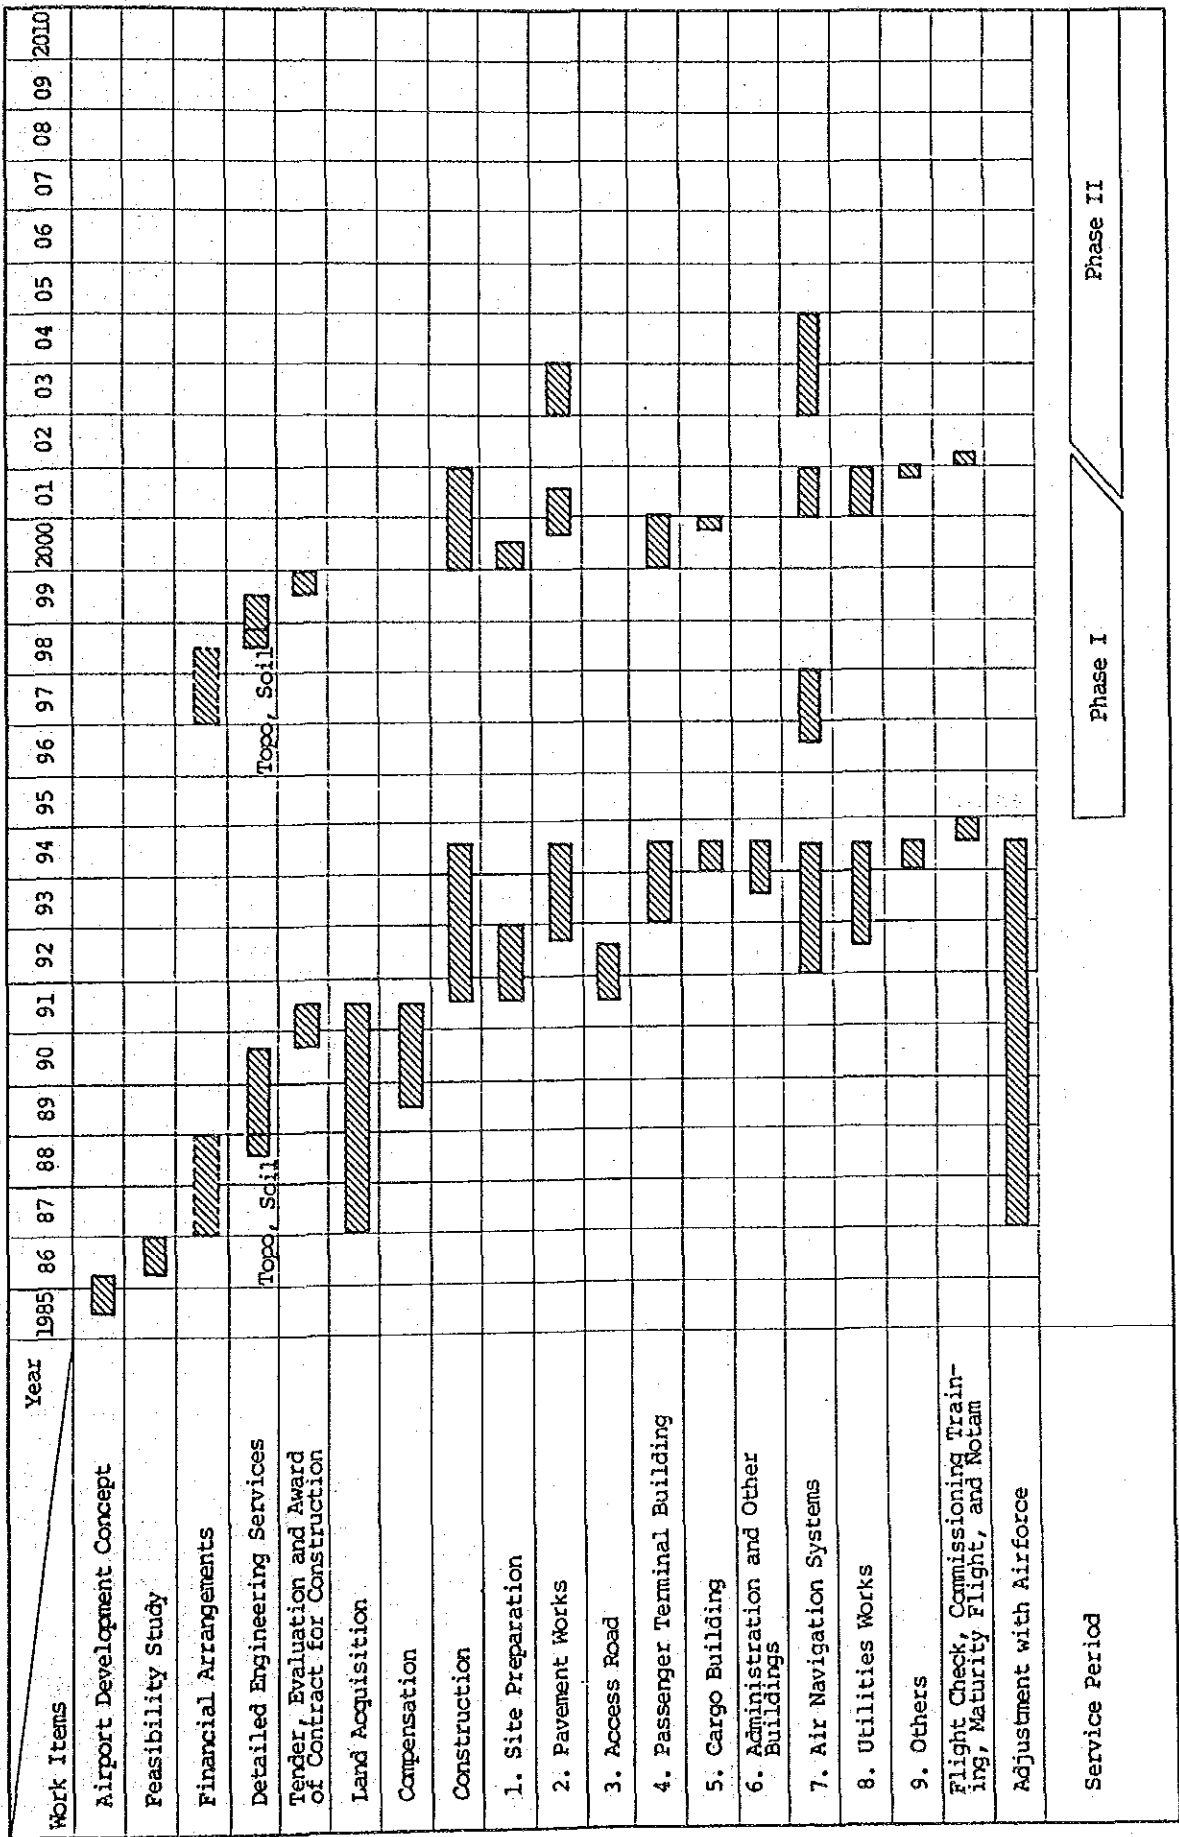 Year
Work Items
1985 86 87 88 89 90 91 92 93 94 95 96 97 98 99 2000 01 02 03 04 05 06 07 08 09 2010
Airport Development Concept
Feasibility Study
Financial Arrangements
Detailed Engineering Services
Topo, Soil
Topo, Soil
Tender, Evaluation and Award
of Contract for Construction
Land Acquisition
Compensation
Construction
1. Site Preparation
2. Pavement Works
3. Access Road
4. Passenger Terminal Building
5. Cargo Building
6. Administration and Other
Buildings
7. Air Navigation Systems
8. Utilities Works
9. Others
Flight Check, Commissioning Train-
ing, Maturity Flight, and Notam
Adjustment with Airforce
Service Period
Phase I
Phase II